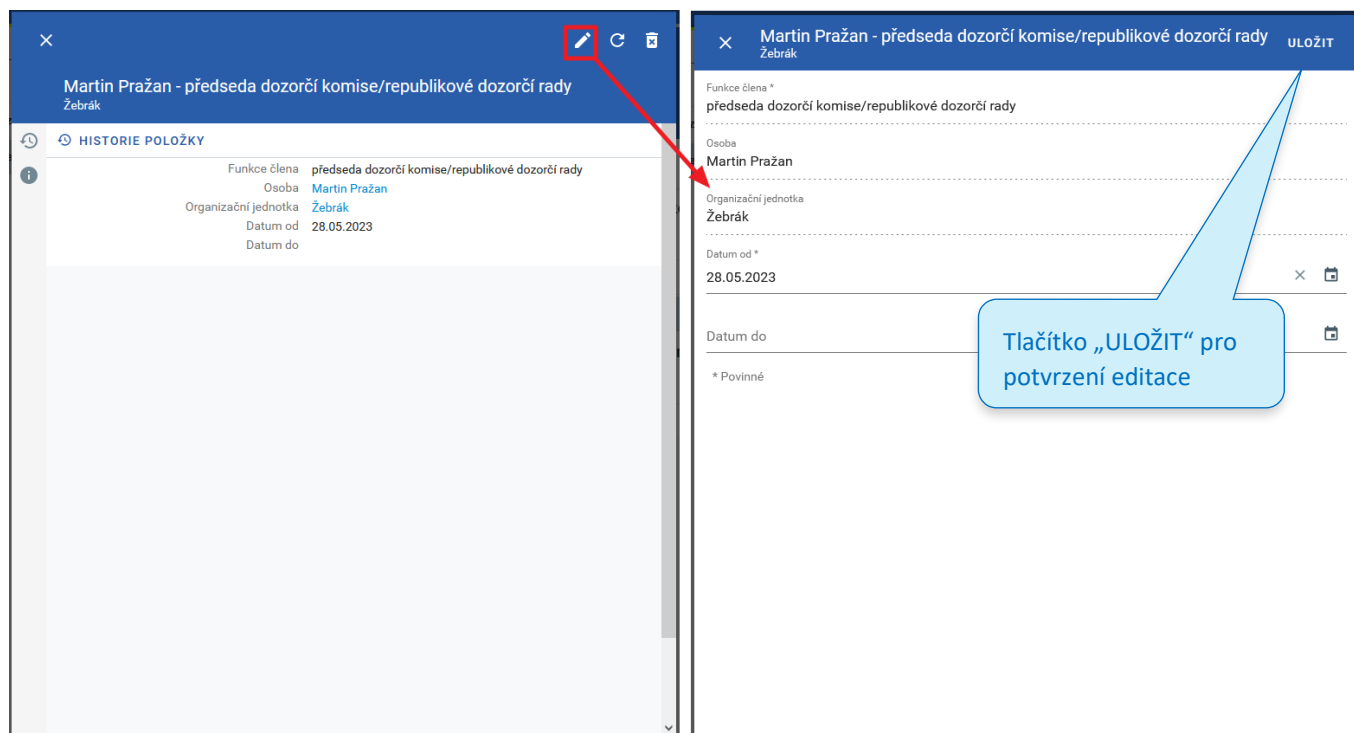 Martin Pražan - předseda dozorčí komise/republikové dozorčí rady
Žebrák
HISTORIE POLOŽKY
Funkce člena předseda dozorčí komise/republikové dozorčí rady
Osoba Martin Pražan
Organizační jednotka Žebrák
Datum od 28.05.2023
Datum do
Martin Pražan - předseda dozorčí komise/republikové dozorčí rady
Žebrák
ULOŽIT
Funkce člena *
předseda dozorčí komise/republikové dozorčí rady
Osoba
Martin Pražan
Organizační jednotka
Žebrák
Datum od *
28.05.2023
Datum do
* Povinné
Tlačítko „ULOŽIT“ pro
potvrzení editace